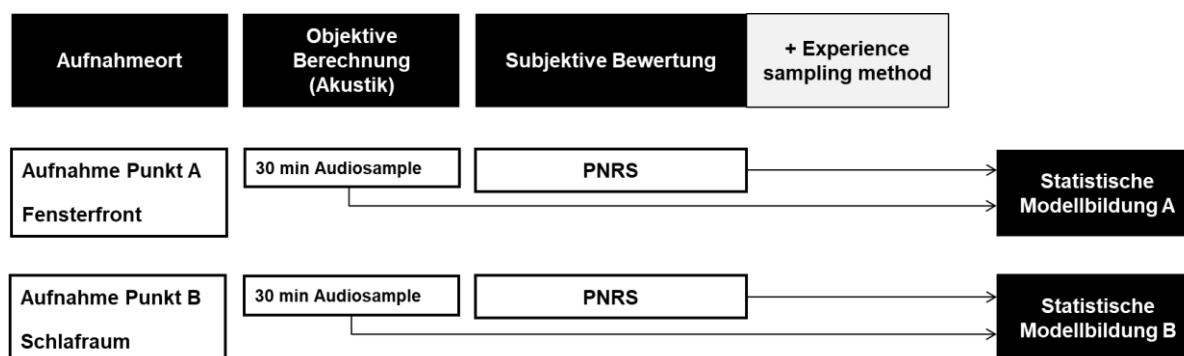 Aufnahmeort
Objektive
Berechnung
(Akustik)
Subjektive Bewertung
+ Experience
sampling method
Aufnahme Punkt A
Fensterfront
30 min Audiosample
PNRS
Statistische
Modellbildung A
Aufnahme Punkt B
Schlafraum
30 min Audiosample
PNRS
Statistische
Modellbildung B